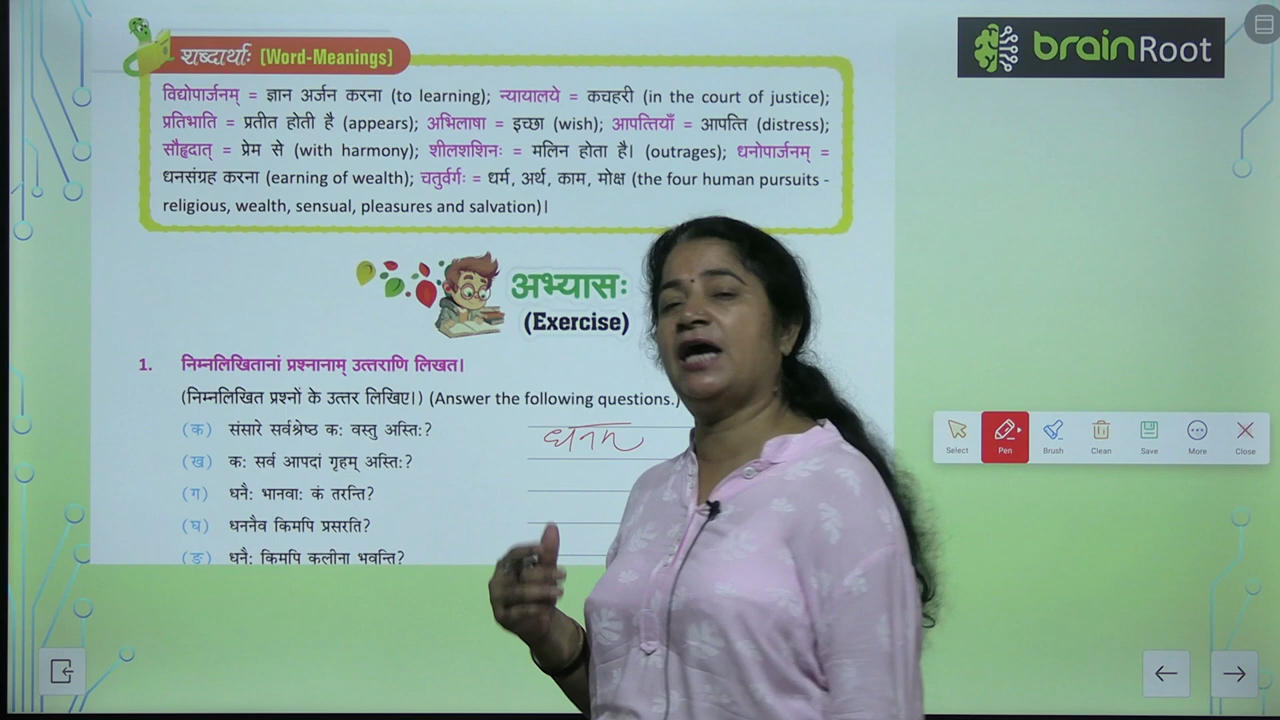 शब्दार्थाः (Word-Meanings)
brainRoot
विद्योपार्जनम् = ज्ञान अर्जन करना (to learning); न्यायालये = कचहरी (in the court of justice);
प्रतिभाति = प्रतीत होती है (appears); अभिलाषा = इच्छा (wish); आपत्तियाँ = आपत्ति (distress);
सौहृदात् = प्रेम से (with harmony); शीलशशिनः = मलिन होता है। (outrages); धनोपार्जनम् =
धनसंग्रह करना (earning of wealth); चतुर्वर्गः = धर्म, अर्थ, काम, मोक्ष (the four human pursuits -
religious, wealth, sensual, pleasures and salvation)।
अभ्यासः
(Exercise)
1. निम्नलिखितानां प्रश्नानाम् उत्तराणि लिखत।
(निम्नलिखित प्रश्नों के उत्तर लिखिए।) (Answer the following questions.)
(क) संसारे सर्वश्रेष्ठ कः वस्तु अस्तिः? धनम्
(ख) कः सर्व आपदां गृहम् अस्तिः?
(ग) धनैः भानवाः कं तरन्ति?
(घ) धननैव किमपि प्रसरति?
(ङ) धनैः किमपि कलीना भवन्ति?
Select Pen Brush Clean Save More Close